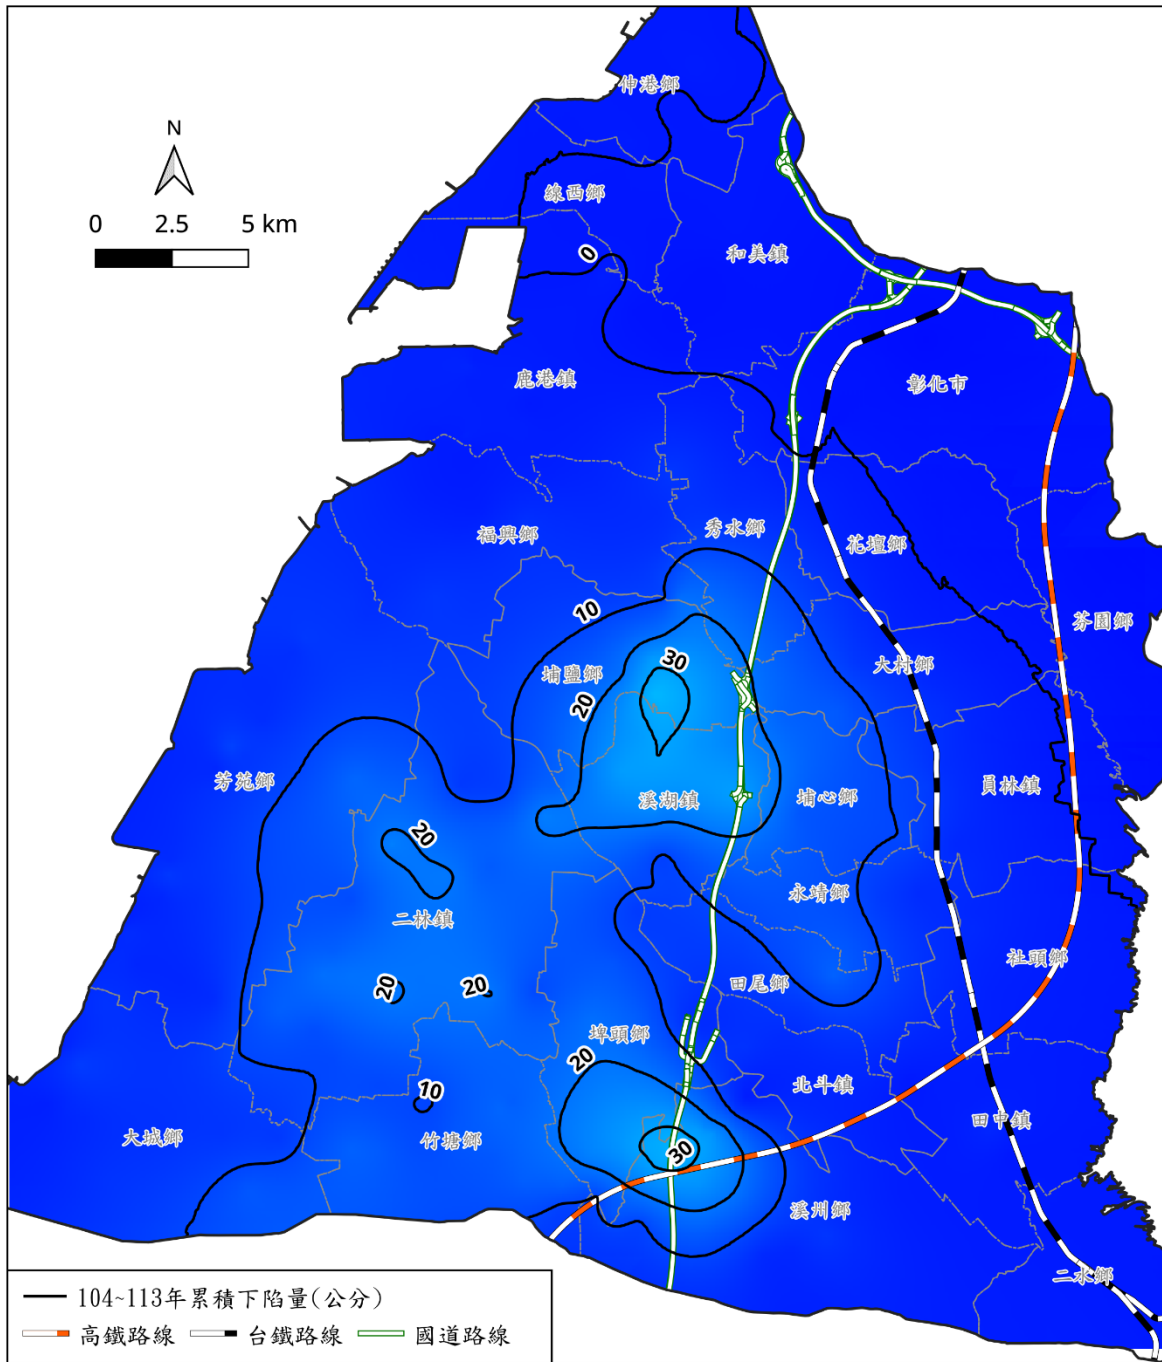 伸港鄉
N
線西鄉
0 2.5 5 km
和美鎮
0
鹿港鎮
彰化市
福興鄉
秀水鄉
花壇鄉
10
芬園鄉
大村鄉
30
埔鹽鄉
20
芳苑鄉
員林鎮
溪湖鎮
埔心鄉
20
永靖鄉
二林鎮
社頭鄉
20
20
田尾鄉
埤頭鄉
20
北斗鎮
10
田中鎮
大城鄉
竹塘鄉
30
溪州鄉
二水鄉
104~113年累積下陷量(公分)
高鐵路線 台鐵路線 國道路線